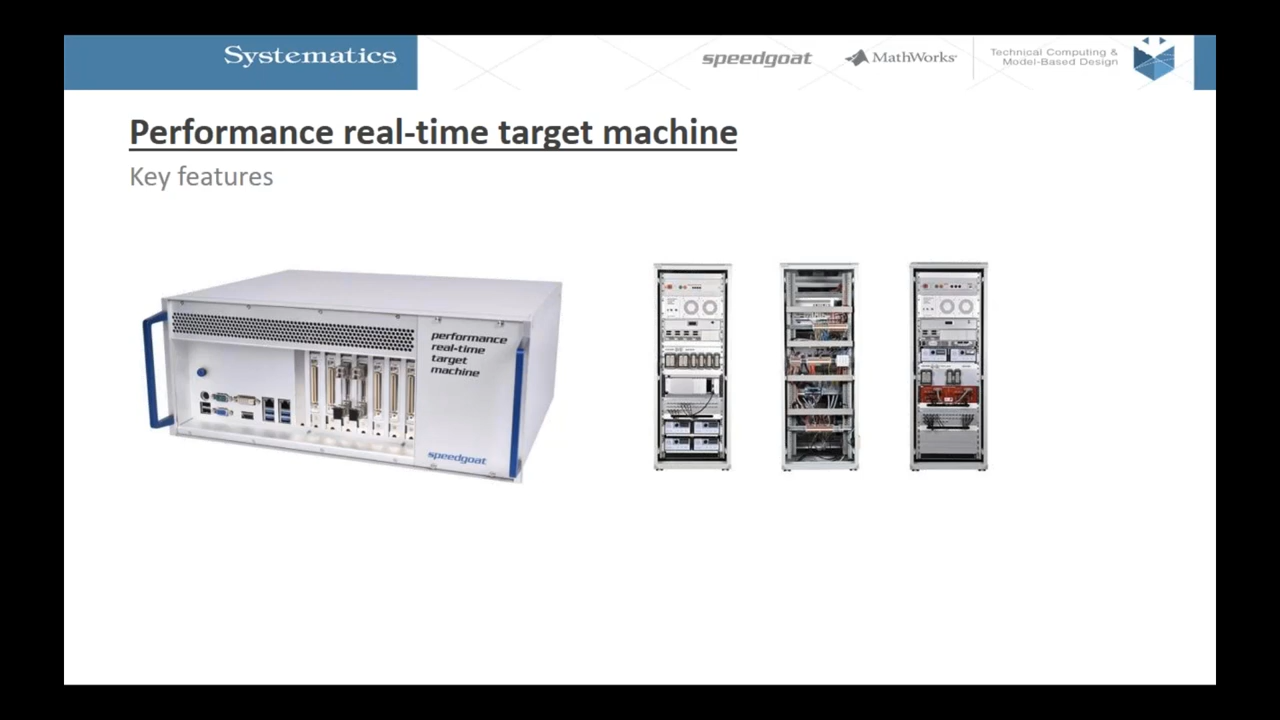 Systematics
speedgoat
MathWorks
Technical Computing &
Model-Based Design
Performance real-time target machine
Key features
performance
real-time
target
machine
speedgoat